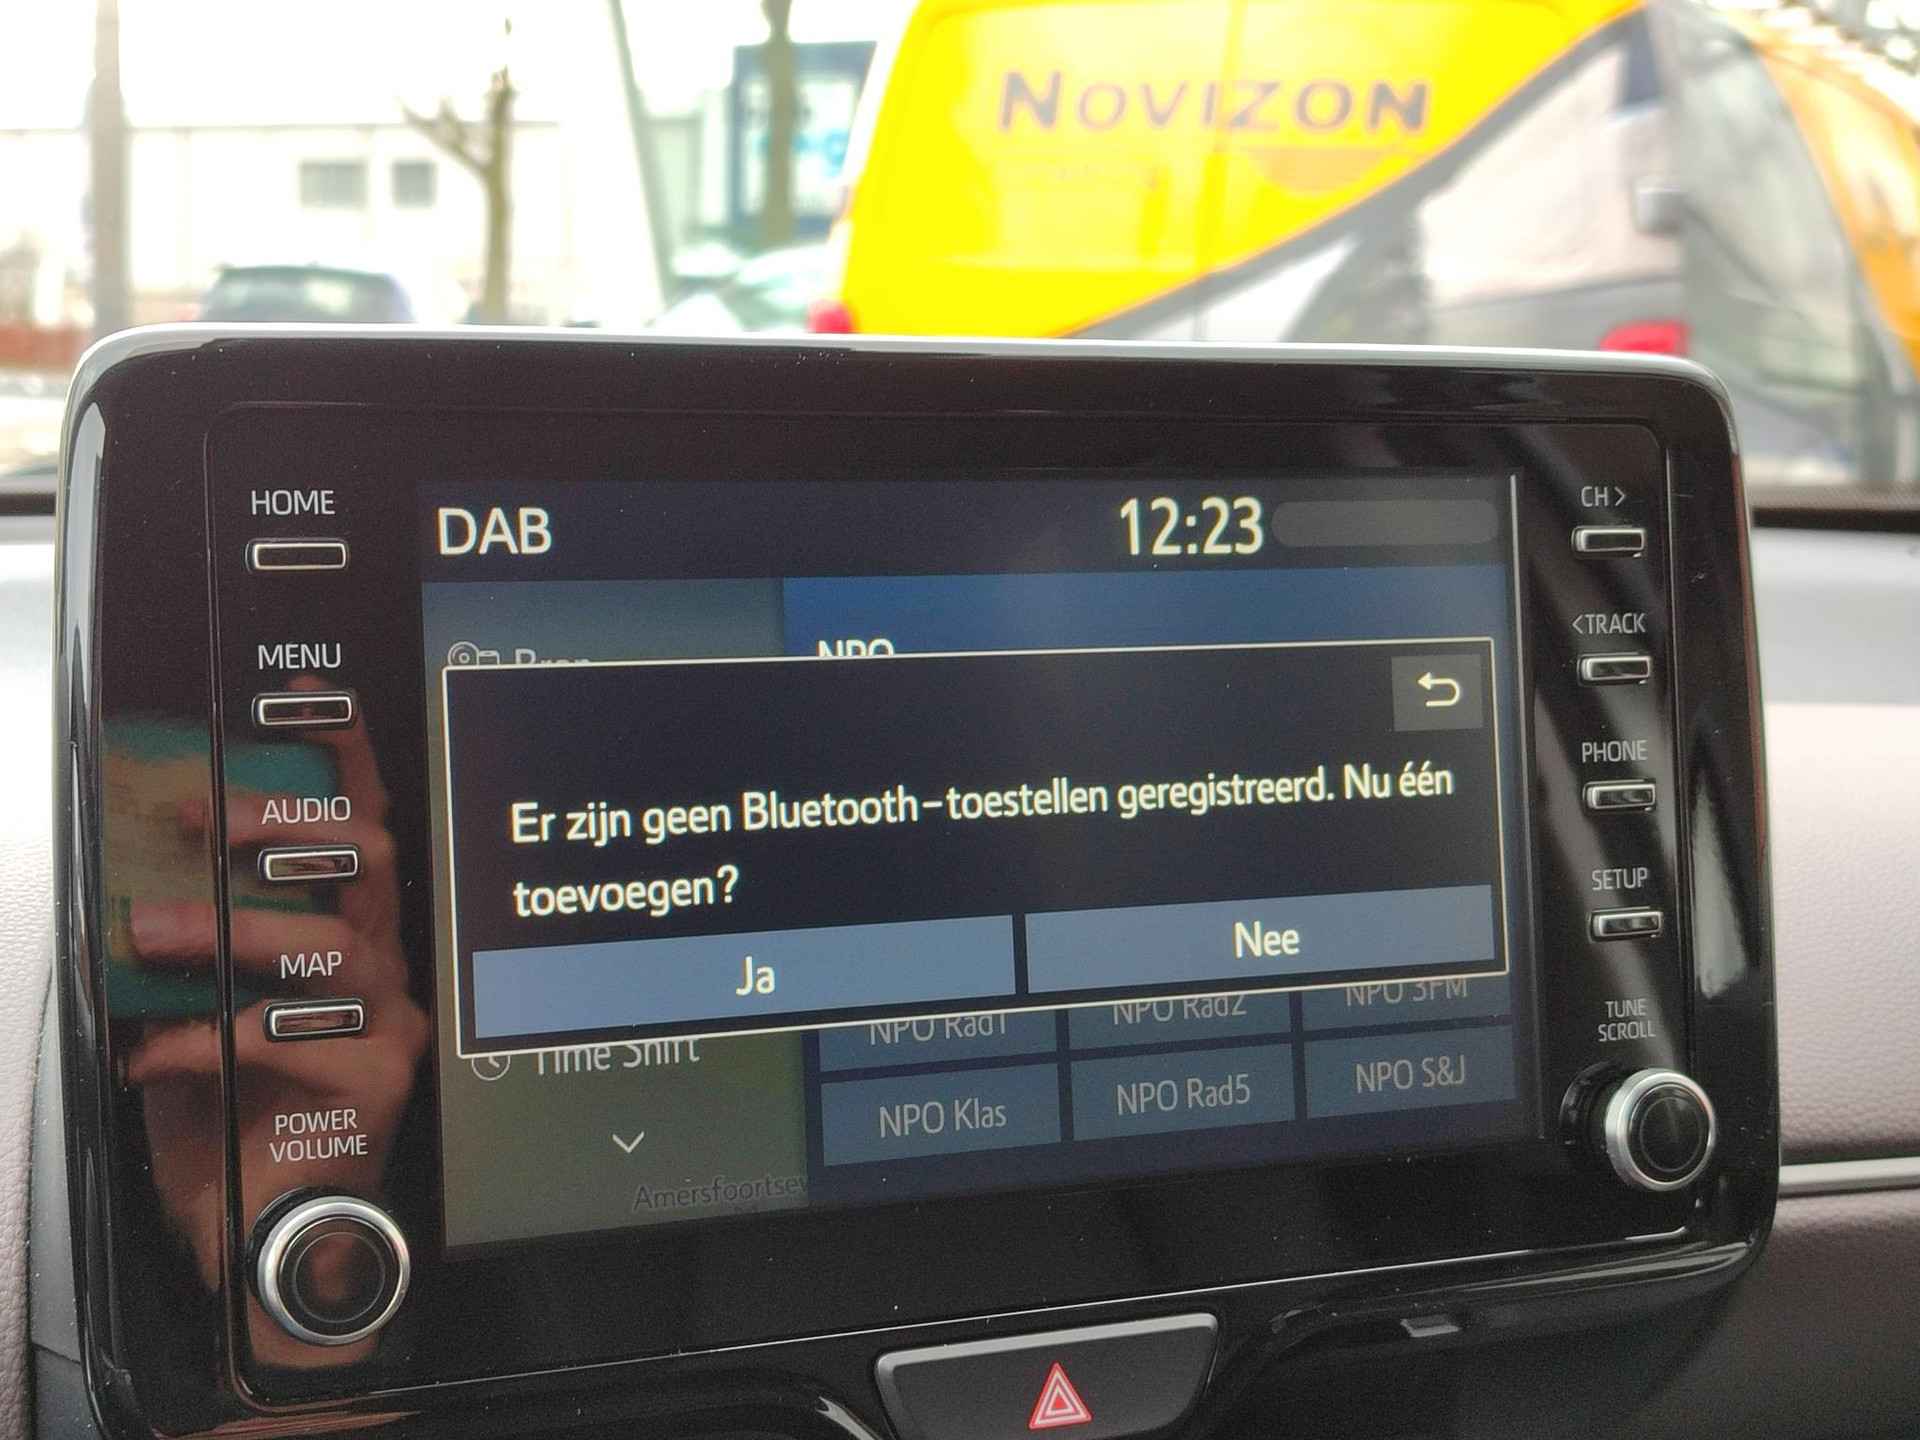 NOVIZON
HOME
MENU
AUDIO
MAP
POWER
VOLUME
DAB
12:23
NPO
Er zijn geen Bluetooth-toestellen geregistreerd. Nu één
toevoegen?
Ja
Nee
Time Shift
NPO Rad1
NPO Rad2
NPO 3FM
NPO Klas
NPO Rad5
NPO S&J
CH >
< TRACK
PHONE
SETUP
TUNE
SCROLL